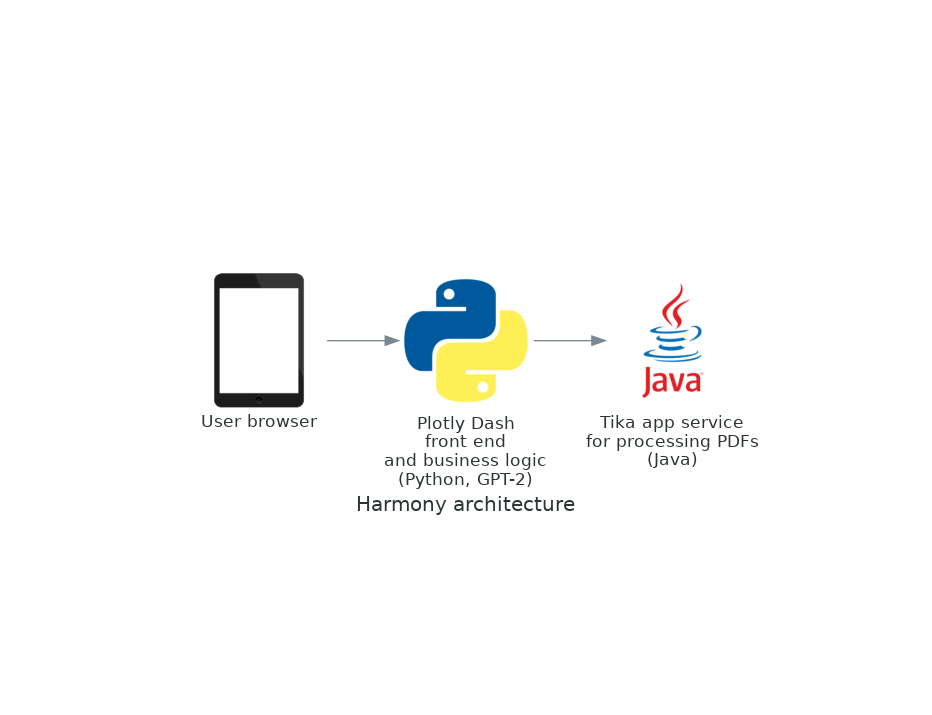 Java
User browser
Plotly Dash
front end
and business logic
(Python, GPT-2)
Tika app service
for processing PDFs
(Java)
Harmony architecture